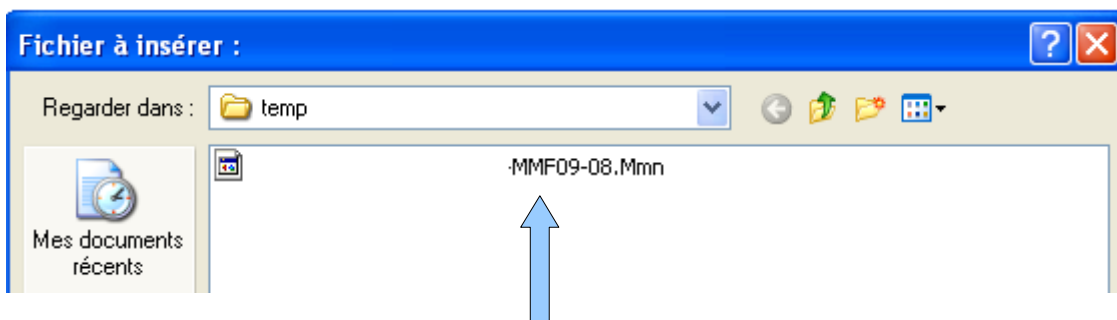 Fichier à insérer :
Regarder dans : temp
-MMF09-08.Mmn
Mes documents
récents